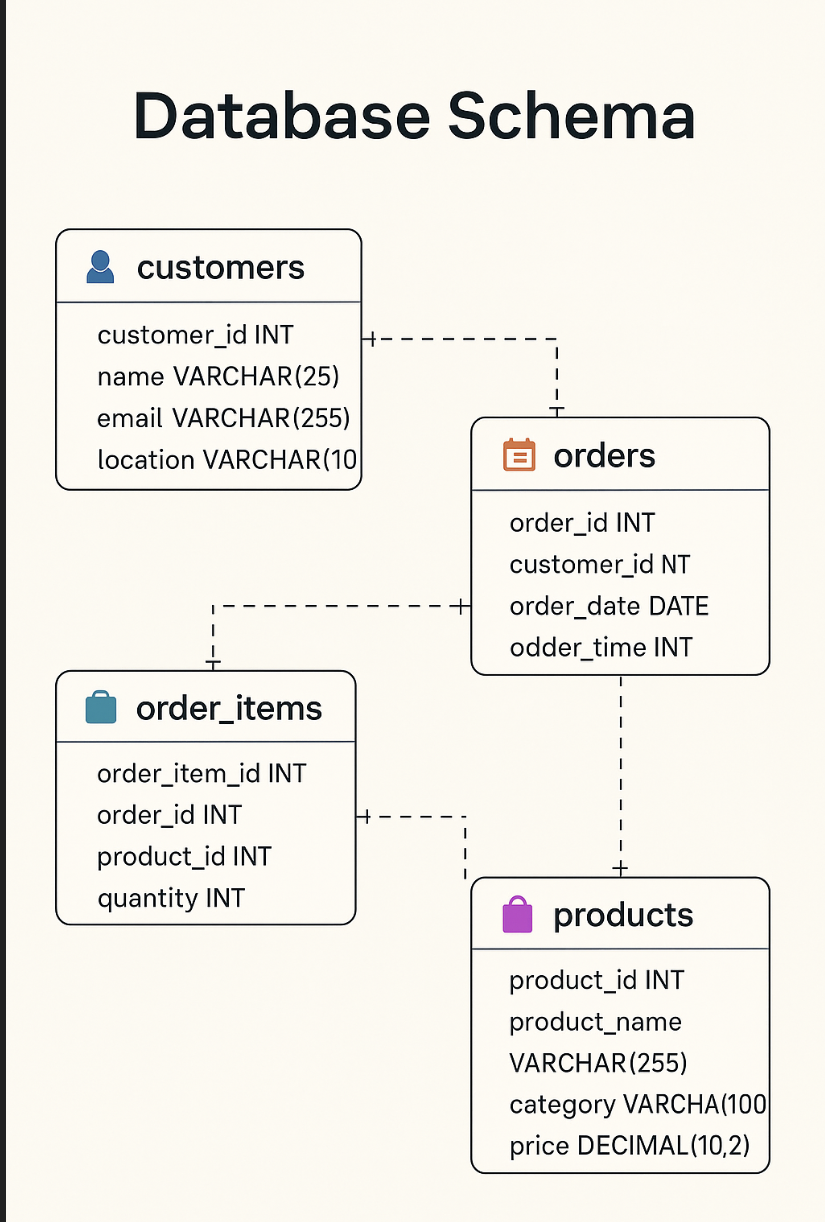 Database Schema
customers
customer_id INT
name VARCHAR(25)
email VARCHAR(255)
location VARCHAR(10
orders
order_id INT
customer_id NT
order_date DATE
odder_time INT
order_items
order_item_id INT
order_id INT
product_id INT
quantity INT
products
product_id INT
product_name
VARCHAR(255)
category VARCHA(100
price DECIMAL(10,2)